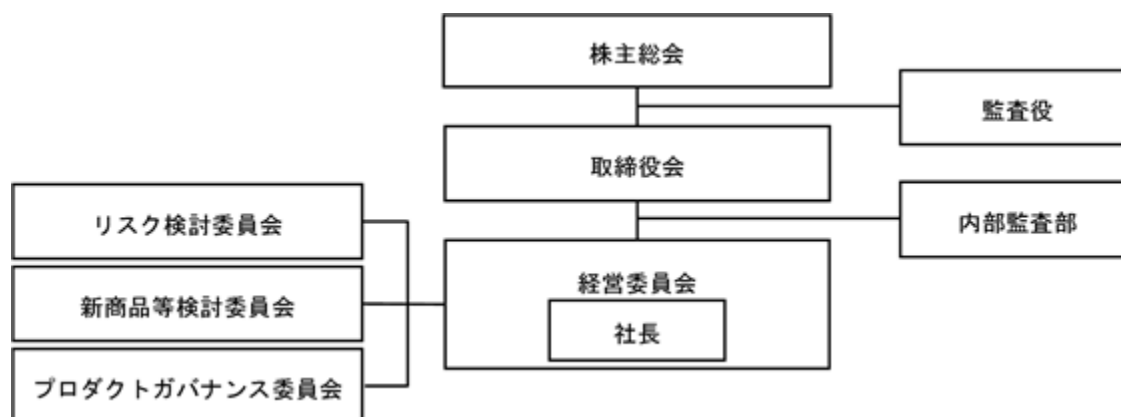 株主総会
監査役
取締役会
リスク検討委員会
内部監査部
新商品等検討委員会
経営委員会
社長
プロダクトガバナンス委員会